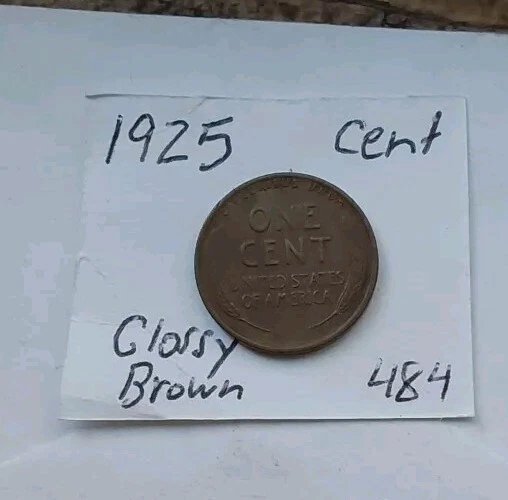 1925 Cent
ONE
CENT
UNITED STATES
OF AMERICA
Glossy
Brown
484